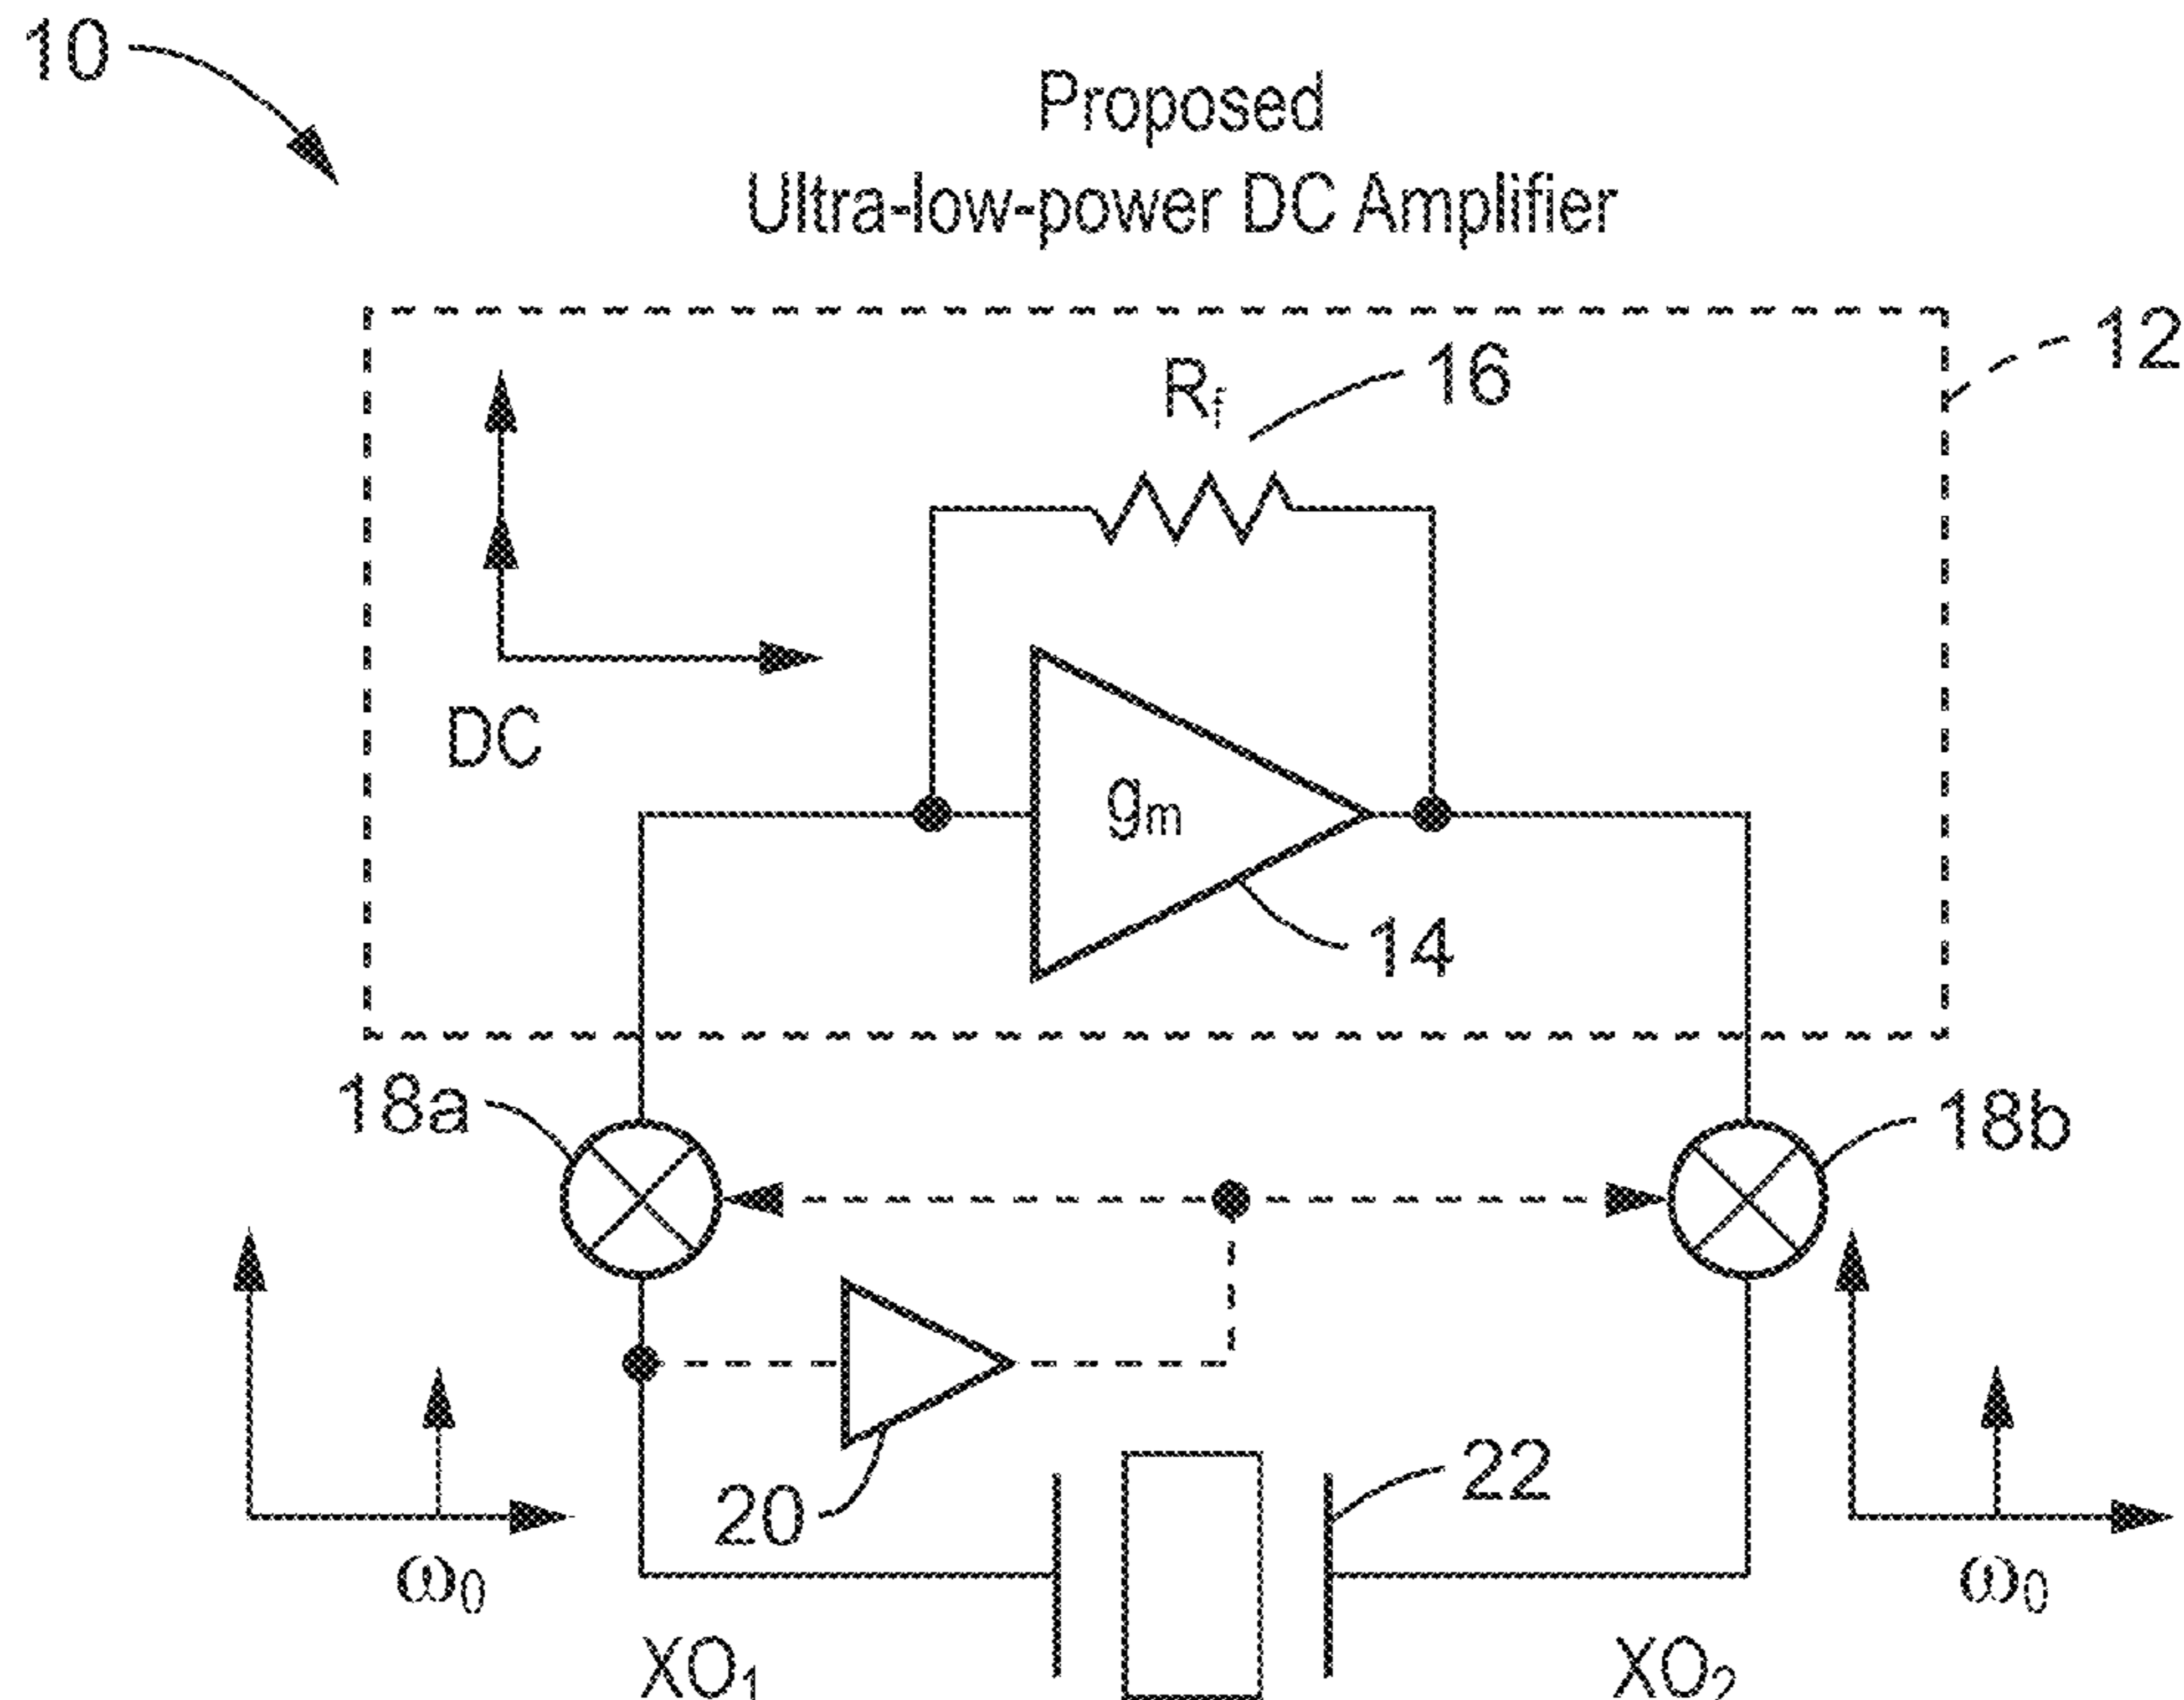 10
Proposed
Ultra-low-power DC Amplifier
12
Rf
16
DC
gm
14
18a
18b
20
22
ω0
ω0
XO1
XO2